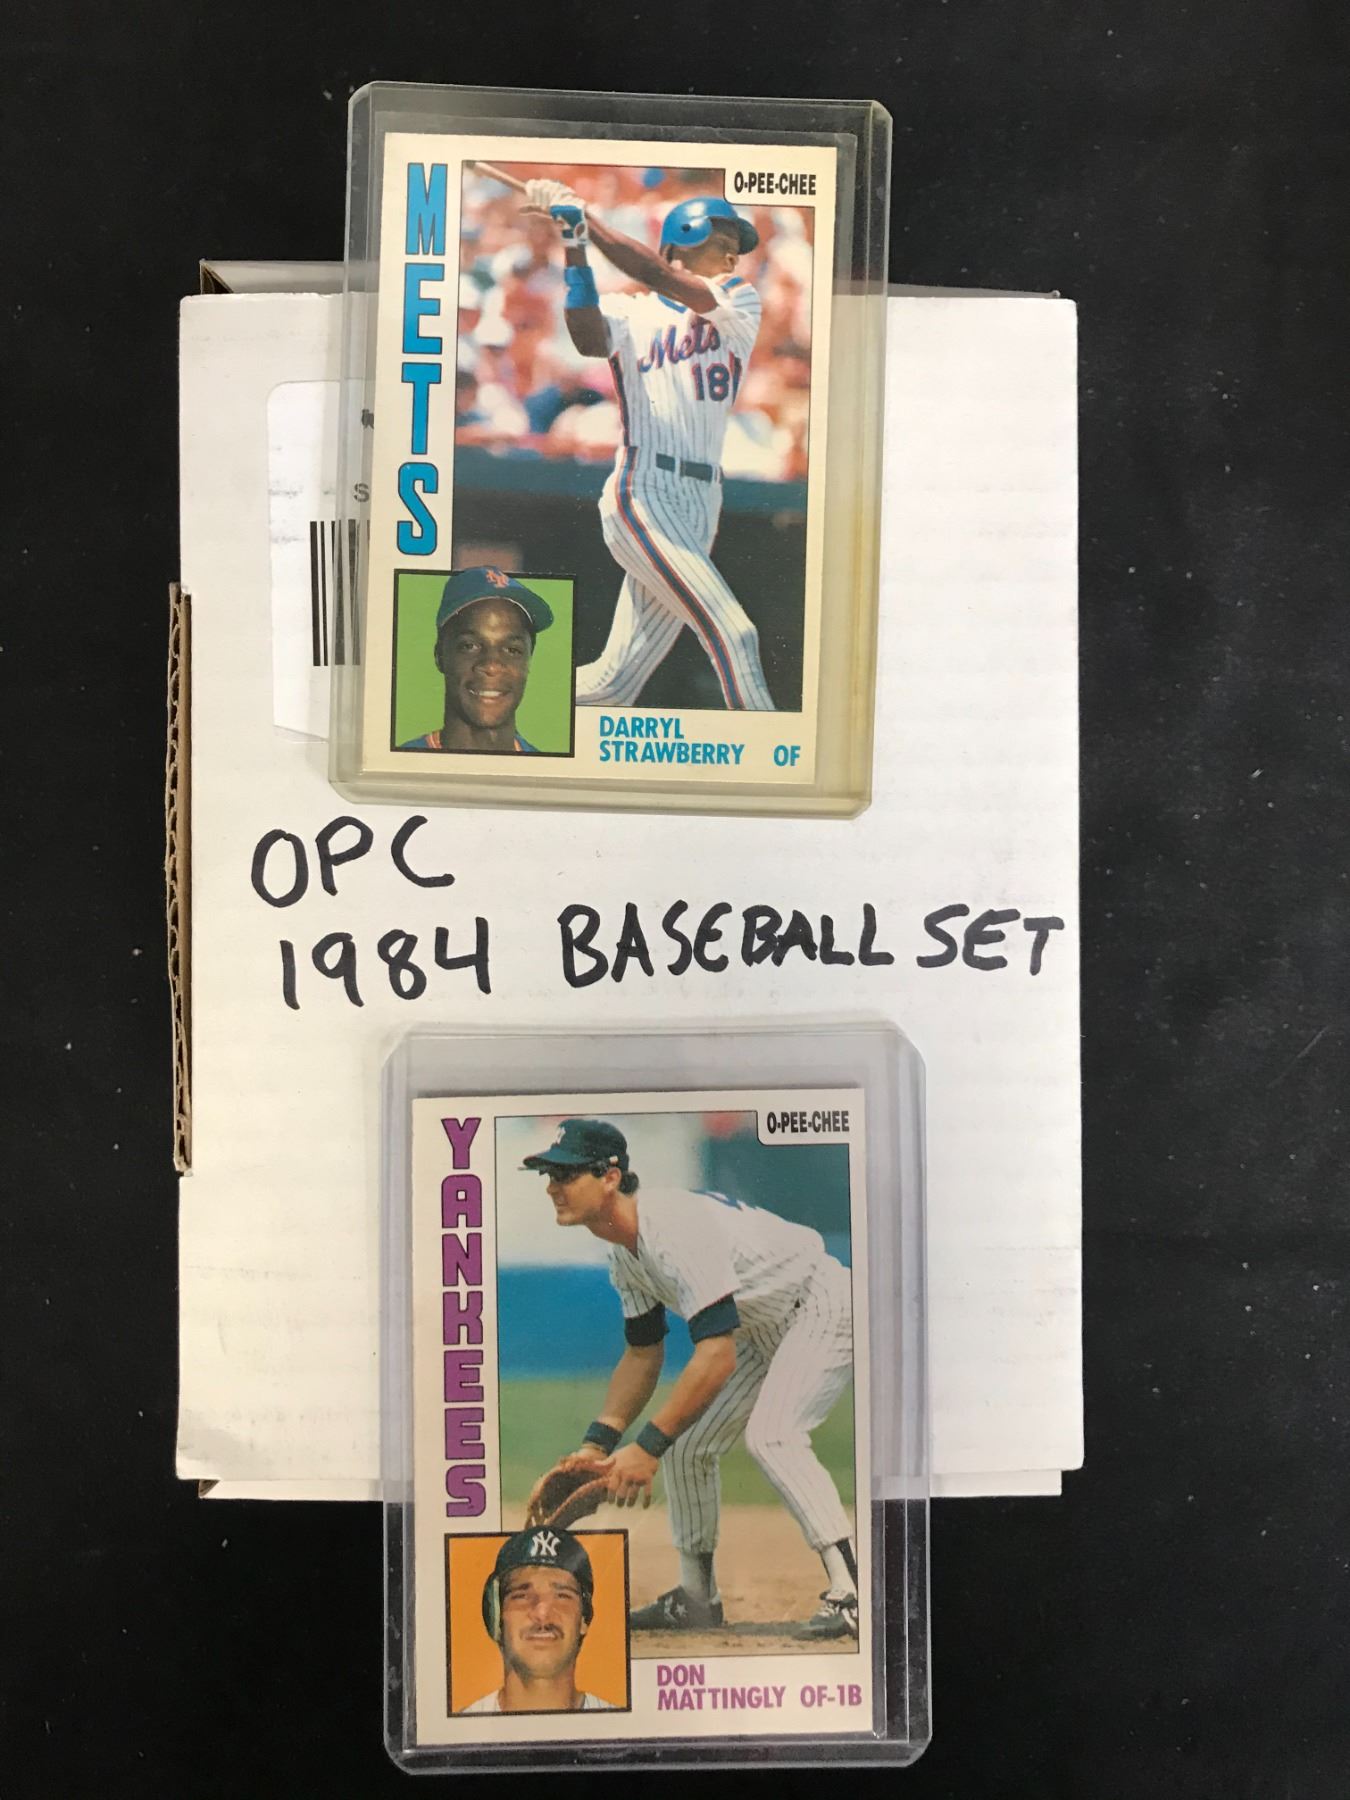 METS
O-PEE-CHEE
Mets
18
S
DARRYL
STRAWBERRY OF
OPC
1984 BASEBALL SET
YANKEES
O-PEE-CHEE
NY
DON
MATTINGLY OF-1B